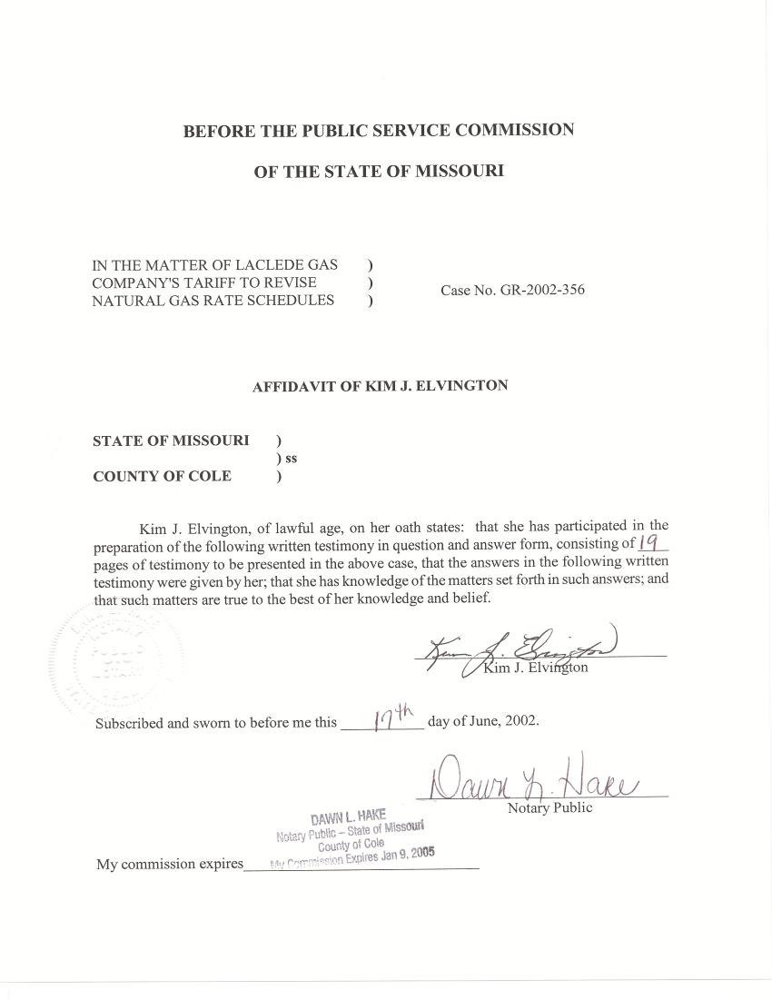 BEFORE THE PUBLIC SERVICE COMMISSION
OF THE STATE OF MISSOURI
IN THE MATTER OF LACLEDE GAS )
COMPANY'S TARIFF TO REVISE ) Case No. GR-2002-356
NATURAL GAS RATE SCHEDULES )
AFFIDAVIT OF KIM J. ELVINGTON
STATE OF MISSOURI )
) ss
COUNTY OF COLE )
Kim J. Elvington, of lawful age, on her oath states: that she has participated in the
preparation of the following written testimony in question and answer form, consisting of 19
pages of testimony to be presented in the above case, that the answers in the following written
testimony were given by her; that she has knowledge of the matters set forth in such answers; and
that such matters are true to the best of her knowledge and belief.
Kim J. Elvington
Kim J. Elvington
NOTARY
PUBLIC
NOTARY
SEAL
Subscribed and sworn to before me this 17th day of June, 2002.
Dawn L. Hake
Notary Public
DAWN L. HAKE
Notary Public – State of Missouri
County of Cole
My Commission Expires Jan 9, 2005
My commission expires